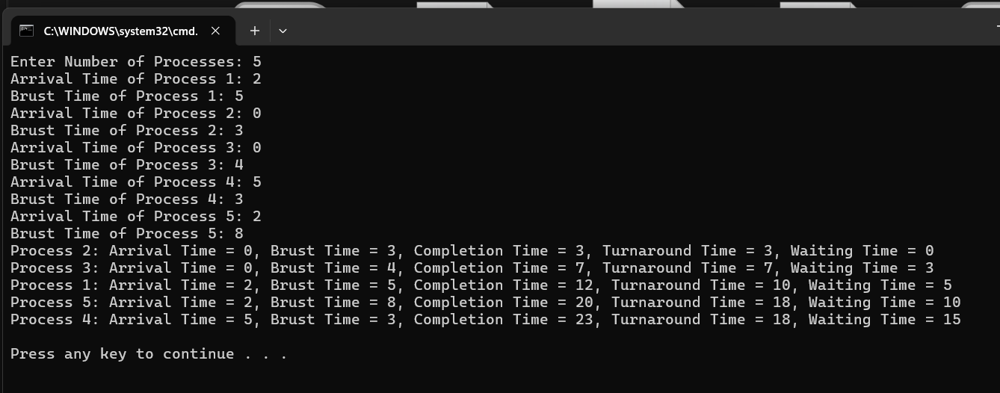 C:\WINDOWS\system32\cmd.
Enter Number of Processes: 5
Arrival Time of Process 1: 2
Brust Time of Process 1: 5
Arrival Time of Process 2: 0
Brust Time of Process 2: 3
Arrival Time of Process 3: 0
Brust Time of Process 3: 4
Arrival Time of Process 4: 5
Brust Time of Process 4: 3
Arrival Time of Process 5: 2
Brust Time of Process 5: 8
Process 2: Arrival Time = 0, Brust Time = 3, Completion Time = 3, Turnaround Time = 3, Waiting Time = 0
Process 3: Arrival Time = 0, Brust Time = 4, Completion Time = 7, Turnaround Time = 7, Waiting Time = 3
Process 1: Arrival Time = 2, Brust Time = 5, Completion Time = 12, Turnaround Time = 10, Waiting Time = 5
Process 5: Arrival Time = 2, Brust Time = 8, Completion Time = 20, Turnaround Time = 18, Waiting Time = 10
Process 4: Arrival Time = 5, Brust Time = 3, Completion Time = 23, Turnaround Time = 18, Waiting Time = 15
Press any key to continue . . .